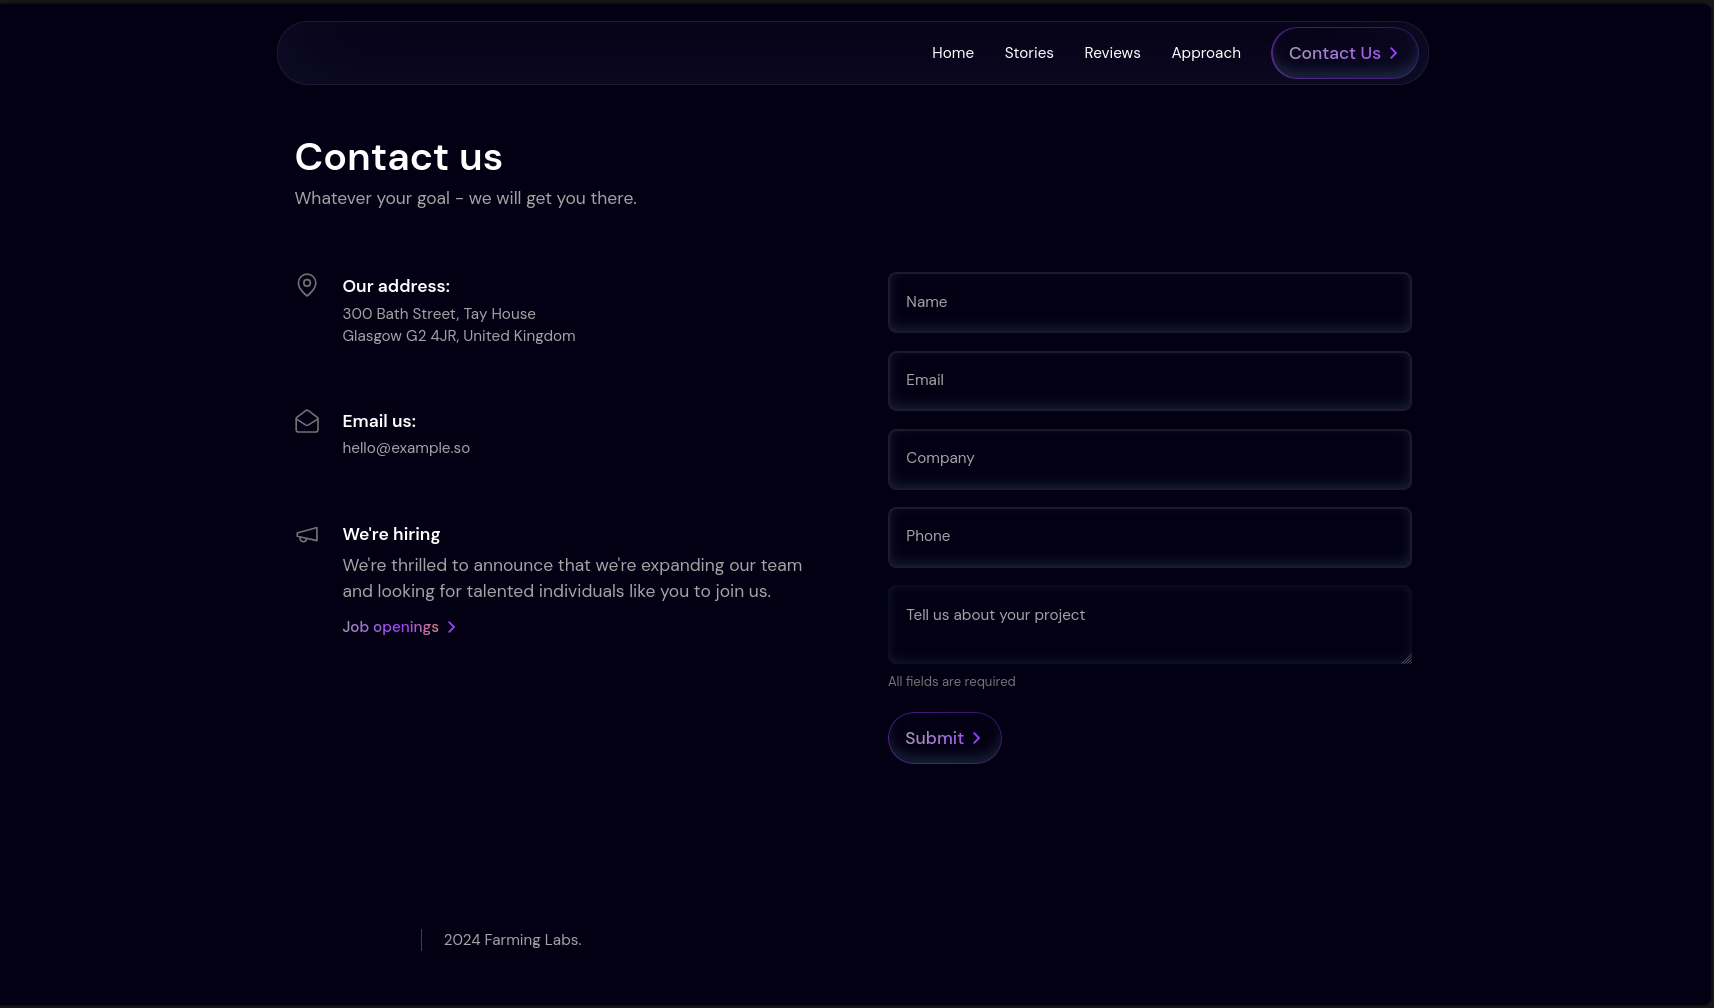 Home
Stories
Reviews
Approach
Contact Us
Contact us
Whatever your goal - we will get you there.
Our address:
300 Bath Street, Tay House
Glasgow G2 4JR, United Kingdom
Email us:
hello@example.so
We're hiring
We're thrilled to announce that we're expanding our team
and looking for talented individuals like you to join us.
Job openings
Name
Email
Company
Phone
Tell us about your project
All fields are required
Submit
2024 Farming Labs.